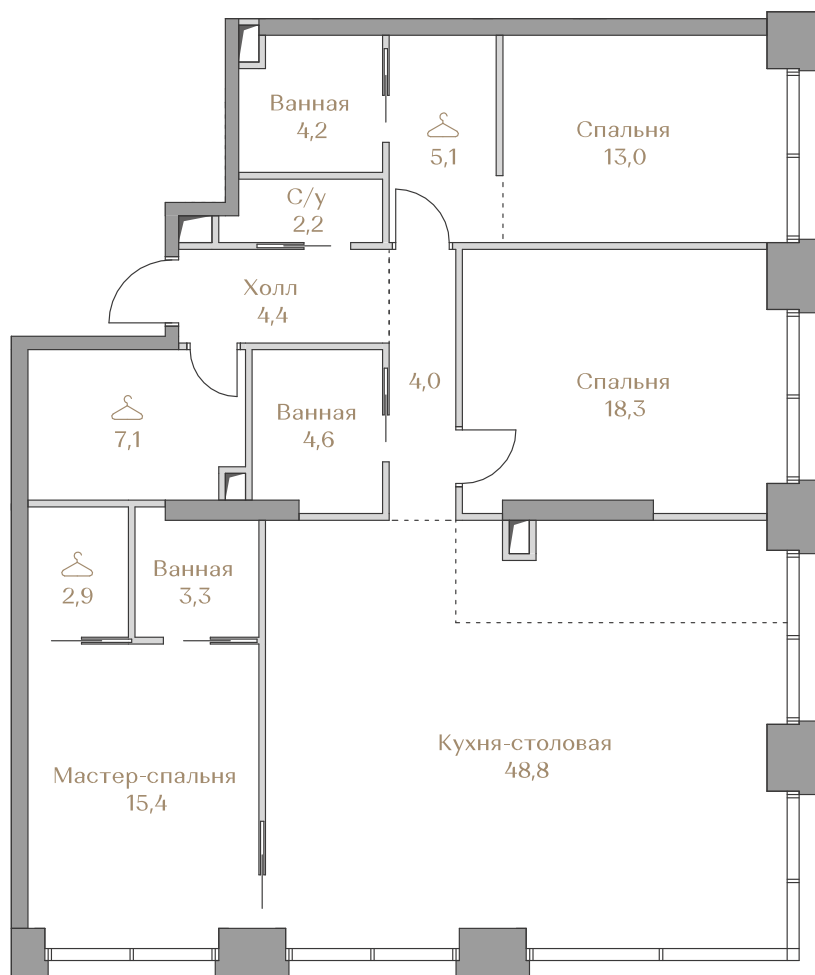 Ванная
4,2
5,1
Спальня
13,0
С/у
2,2
Холл
4,4
4,0
Спальня
18,3
7,1
Ванная
4,6
2,9
Ванная
3,3
Кухня-столовая
48,8
Мастер-спальня
15,4